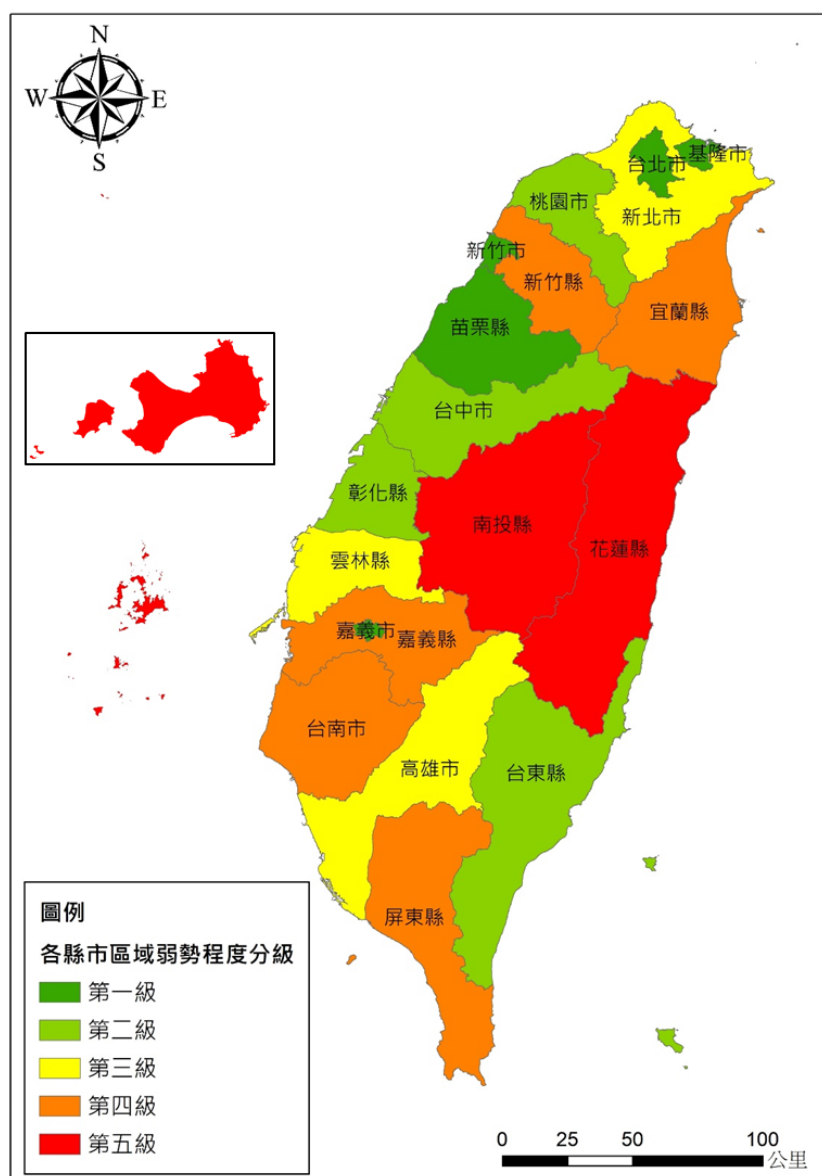 N
W
E
S
基隆市
台北市
桃園市
新北市
新竹市
新竹縣
宜蘭縣
苗栗縣
台中市
彰化縣
南投縣
花蓮縣
雲林縣
嘉義市
嘉義縣
台南市
高雄市
台東縣
屏東縣
圖例
各縣市區域弱勢程度分級
第一級
第二級
第三級
第四級
第五級
0 25 50 100
公里